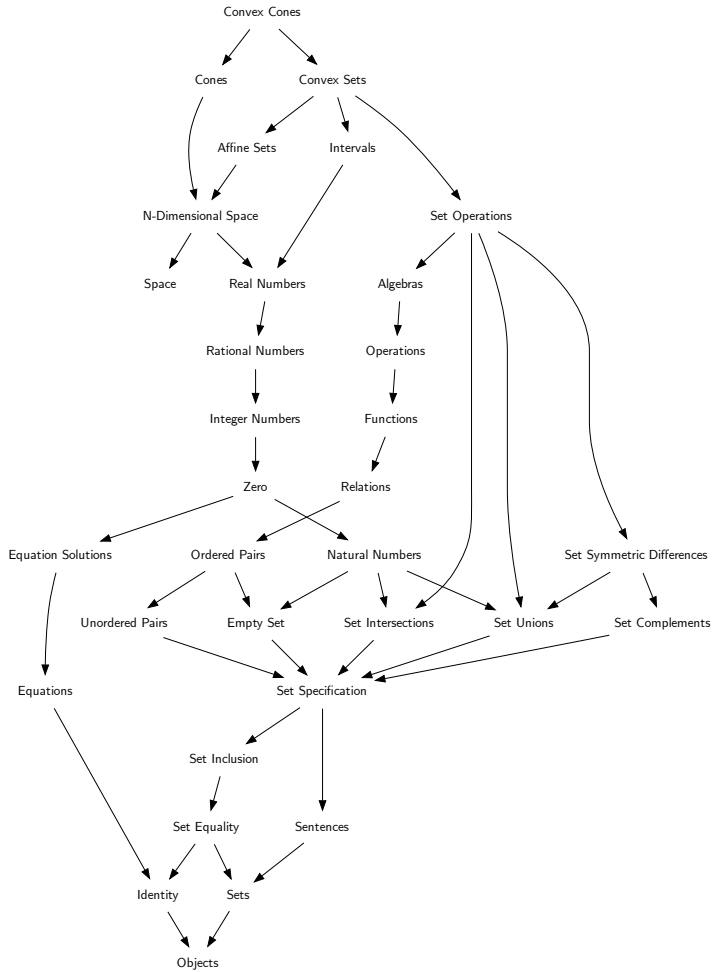 Convex Cones
Cones
Convex Sets
Affine Sets
Intervals
N-Dimensional Space
Set Operations
Space
Real Numbers
Algebras
Rational Numbers
Operations
Integer Numbers
Functions
Zero
Relations
Equation Solutions
Ordered Pairs
Natural Numbers
Set Symmetric Differences
Unordered Pairs
Empty Set
Set Intersections
Set Unions
Set Complements
Equations
Set Specification
Set Inclusion
Set Equality
Sentences
Identity
Sets
Objects